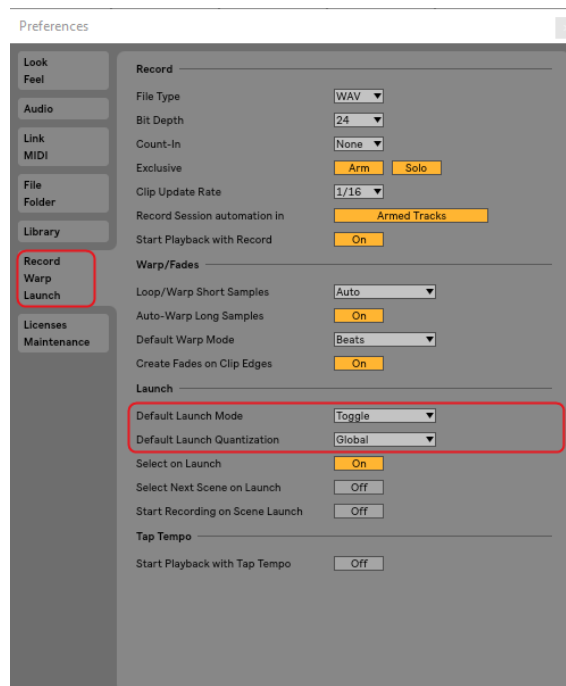 Preferences
Look
Feel
Audio
Link
MIDI
File
Folder
Library
Record
Warp
Launch
Licenses
Maintenance
Record
File Type WAV
Bit Depth 24
Count-In None
Exclusive Arm Solo
Clip Update Rate 1/16
Record Session automation in Armed Tracks
Start Playback with Record On
Warp/Fades
Loop/Warp Short Samples Auto
Auto-Warp Long Samples On
Default Warp Mode Beats
Create Fades on Clip Edges On
Launch
Default Launch Mode Toggle
Default Launch Quantization Global
Select on Launch On
Select Next Scene on Launch Off
Start Recording on Scene Launch Off
Tap Tempo
Start Playback with Tap Tempo Off